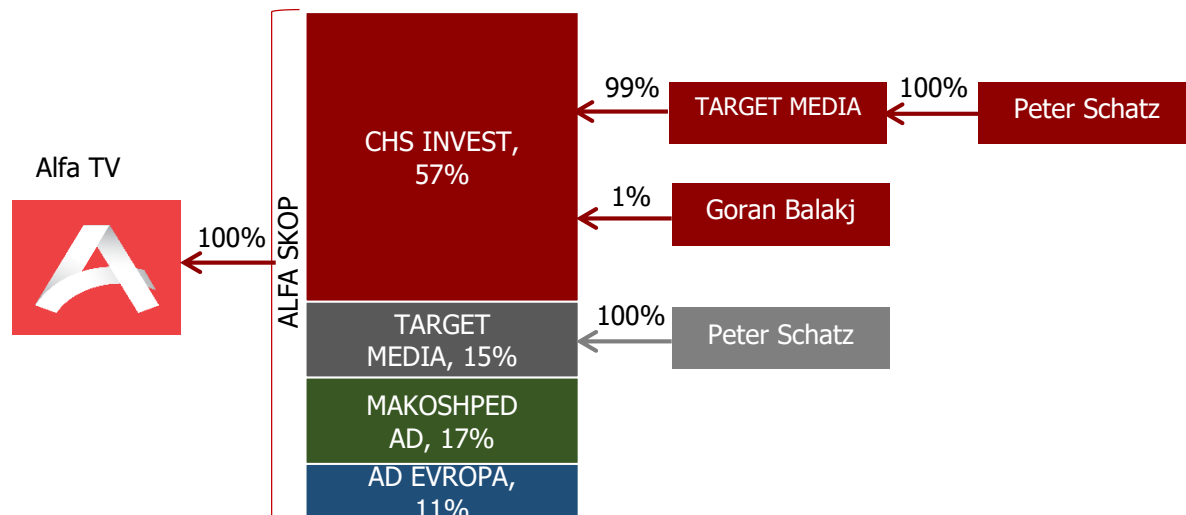 Alfa TV
100%
ALFA SKOP
CHS INVEST,
57%
99%
TARGET MEDIA
100%
Peter Schatz
1%
Goran Balakj
TARGET
MEDIA, 15%
100%
Peter Schatz
MAKOSHPED
AD, 17%
AD EVROPA,
11%